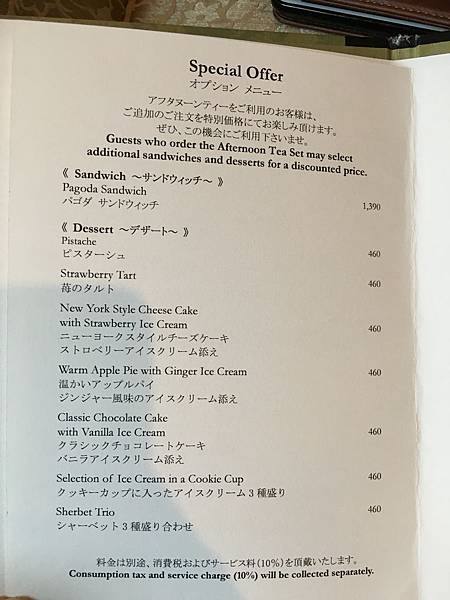 Special Offer
オプション メニュー
アフタヌーンティーをご利用のお客様は、
ご追加のご注文を特別価格にてお楽しみ頂けます。
ぜひ、この機会にご利用下さいませ。
Guests who order the Afternoon Tea Set may select
additional sandwiches and desserts for a discounted price.
《 Sandwich ～サンドウィッチ～ 》
Pagoda Sandwich
パゴダ サンドウィッチ 1,390
《 Dessert ～デザート～ 》
Pistache
ピスターシュ 460
Strawberry Tart
苺のタルト 460
New York Style Cheese Cake
with Strawberry Ice Cream 460
ニューヨークスタイルチーズケーキ
ストロベリーアイスクリーム添え
Warm Apple Pie with Ginger Ice Cream 460
温かいアップルパイ
ジンジャー風味のアイスクリーム添え
Classic Chocolate Cake
with Vanilla Ice Cream 460
クラシックチョコレートケーキ
バニラアイスクリーム添え
Selection of Ice Cream in a Cookie Cup 460
クッキーカップに入ったアイスクリーム3種盛り
Sherbet Trio 460
シャーベット3種盛り合わせ
料金は別途、消費税およびサービス料(10%)を頂戴いたします。
Consumption tax and service charge (10%) will be collected separately.